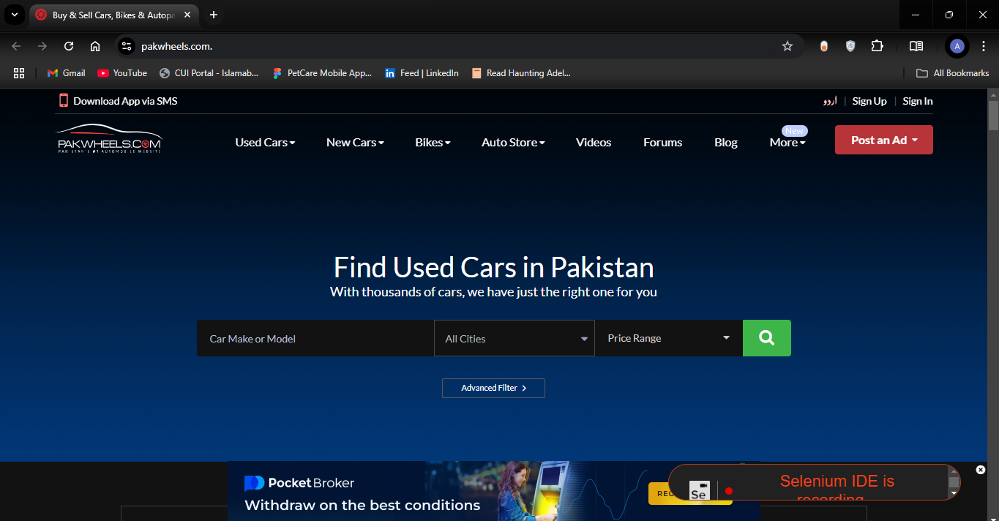 Buy & Sell Cars, Bikes & Autopa
pakwheels.com.
Gmail
YouTube
CUI Portal - Islamab...
PetCare Mobile App...
in
Feed | LinkedIn
Read Haunting Adel...
All Bookmarks
A
Download App via SMS
اردو
Sign Up
Sign In
PAKWHEELS.COM
PAKISTAN'S #1 AUTOMOBILE WEBSITE
Used Cars
New Cars
Bikes
Auto Store
Videos
Forums
Blog
More
New
Post an Ad
Find Used Cars in Pakistan
With thousands of cars, we have just the right one for you
Car Make or Model
All Cities
Price Range
Advanced Filter
PocketBroker
Withdraw on the best conditions
Se
Selenium IDE is
recording